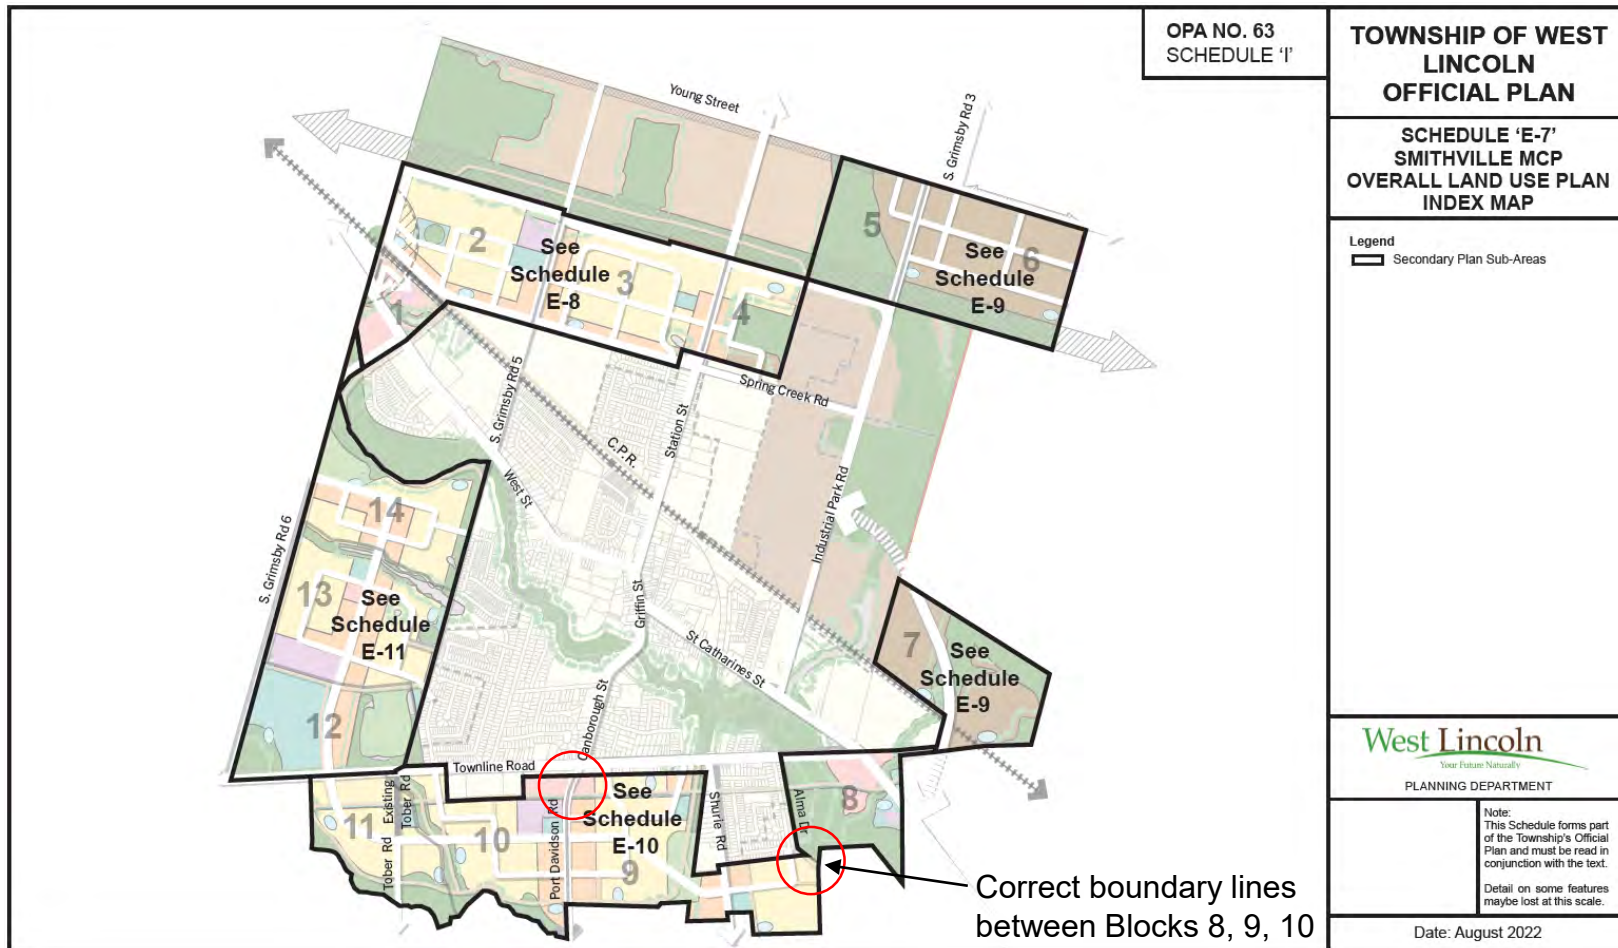 OPA NO. 63
SCHEDULE 'I'
TOWNSHIP OF WEST
LINCOLN
OFFICIAL PLAN
SCHEDULE 'E-7'
SMITHVILLE MCP
OVERALL LAND USE PLAN
INDEX MAP
Legend
Secondary Plan Sub-Areas
Young Street
S. Grimsby Rd 3
5
6
See
Schedule
E-9
2
See
Schedule
E-8
3
4
1
Spring Creek Rd
S. Grimsby Rd 5
Station St
C.P.R.
West St
Industrial Park Rd
S. Grimsby Rd 6
14
13
See
Schedule
E-11
12
Griffin St
St Catharines St
Canborough St
7
See
Schedule
E-9
Townline Road
Existing
Tober Rd
Tober Rd
11
10
Port Davidson Rd
See
Schedule
E-10
9
Shurie Rd
Alma Dr
8
Correct boundary lines
between Blocks 8, 9, 10
West Lincoln
Your Future Naturally
PLANNING DEPARTMENT
Note:
This Schedule forms part
of the Township's Official
Plan and must be read in
conjunction with the text.
Detail on some features
maybe lost at this scale.
Date: August 2022